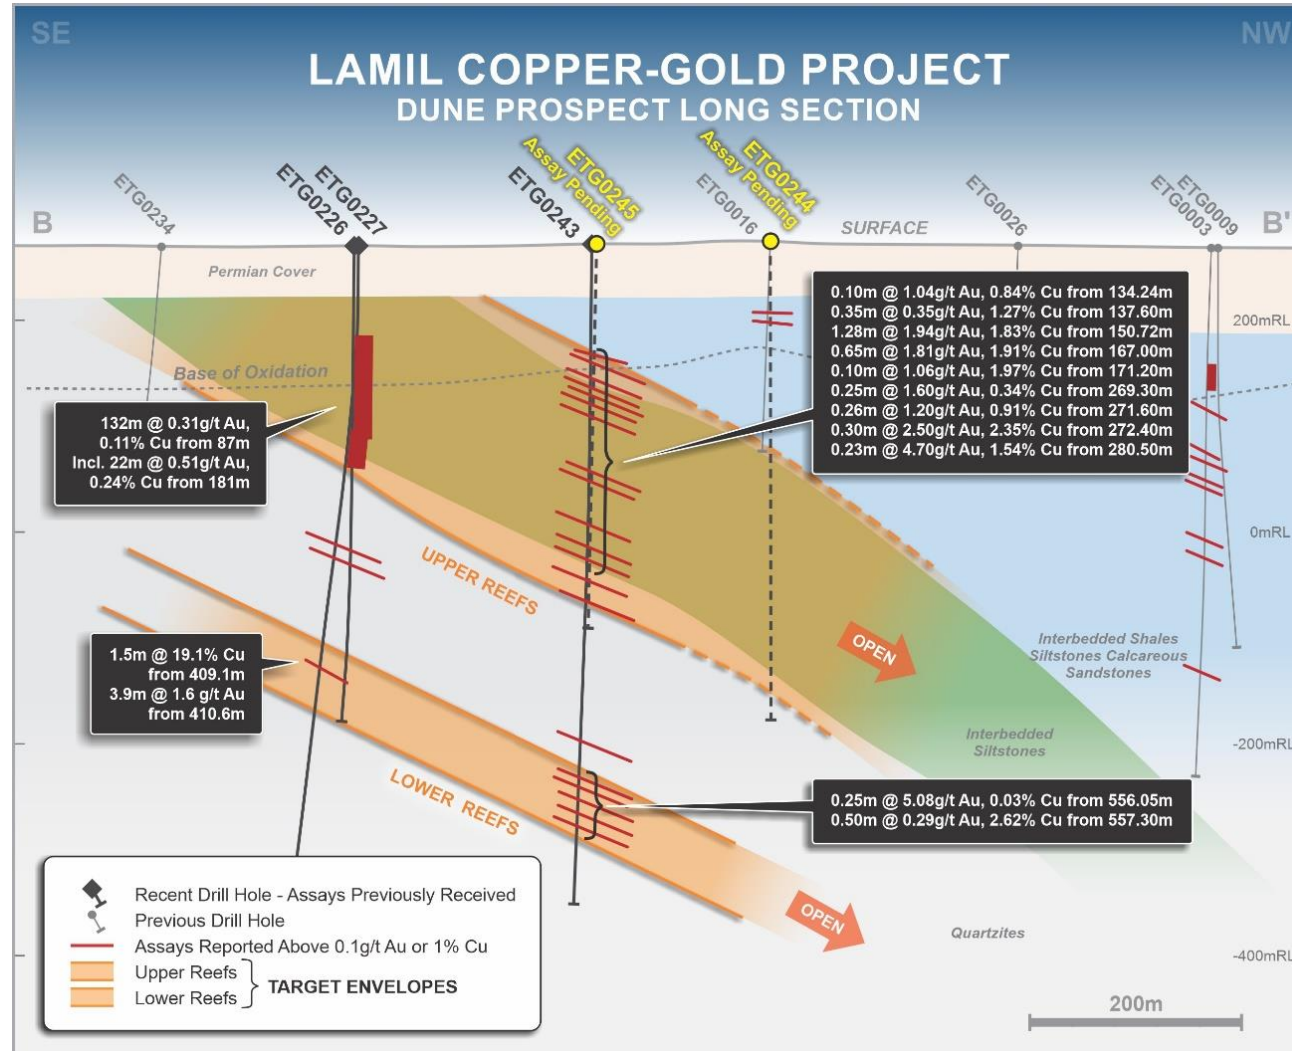 SE
NW
LAMIL COPPER-GOLD PROJECT
DUNE PROSPECT LONG SECTION
ETG0234
ETG0226
ETG0227
ETG0243
ETG0245
Assay Pending
ETG0016
ETG0244
Assay Pending
ETG0026
ETG0003
ETG0009
B
SURFACE
B'
Permian Cover
200mRL
Base of Oxidation
0.10m @ 1.04g/t Au, 0.84% Cu from 134.24m
0.35m @ 0.35g/t Au, 1.27% Cu from 137.60m
1.28m @ 1.94g/t Au, 1.83% Cu from 150.72m
0.65m @ 1.81g/t Au, 1.91% Cu from 167.00m
0.10m @ 1.06g/t Au, 1.97% Cu from 171.20m
0.25m @ 1.60g/t Au, 0.34% Cu from 269.30m
0.26m @ 1.20g/t Au, 0.91% Cu from 271.60m
0.30m @ 2.50g/t Au, 2.35% Cu from 272.40m
0.23m @ 4.70g/t Au, 1.54% Cu from 280.50m
132m @ 0.31g/t Au,
0.11% Cu from 87m
Incl. 22m @ 0.51g/t Au,
0.24% Cu from 181m
0mRL
UPPER REEFS
OPEN
Interbedded Shales
Siltstones Calcareous
Sandstones
1.5m @ 19.1% Cu
from 409.1m
3.9m @ 1.6 g/t Au
from 410.6m
Interbedded
Siltstones
-200mRL
LOWER REEFS
0.25m @ 5.08g/t Au, 0.03% Cu from 556.05m
0.50m @ 0.29g/t Au, 2.62% Cu from 557.30m
OPEN
Quartzites
-400mRL
Recent Drill Hole - Assays Previously Received
Previous Drill Hole
Assays Reported Above 0.1g/t Au or 1% Cu
Upper Reefs
Lower Reefs
TARGET ENVELOPES
200m